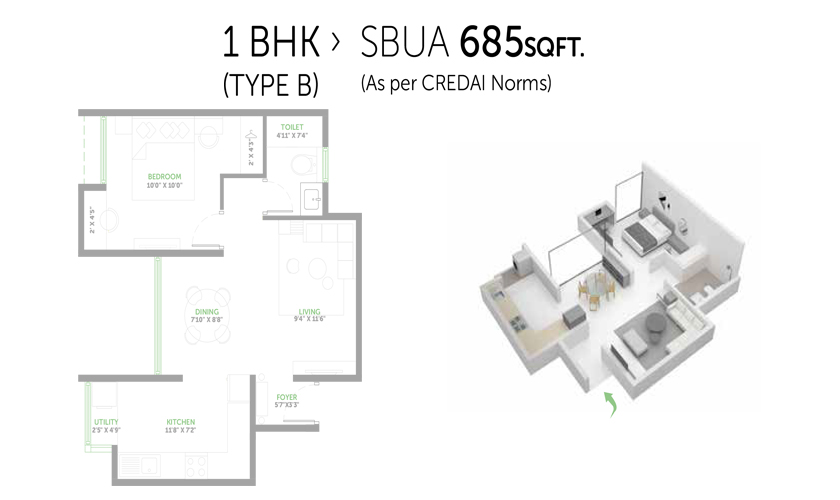 1 BHK › SBUA 685SQFT.
(TYPE B) (As per CREDAI Norms)
TOILET
4'11" X 7'4"
2' X 4'3"
BEDROOM
10'0" X 10'0"
2' X 4'5"
DINING
7'10" X 8'8"
LIVING
9'4" X 11'6"
FOYER
5'7"X3'3"
UTILITY
2'5" X 4'9"
KITCHEN
11'8" X 7'2"